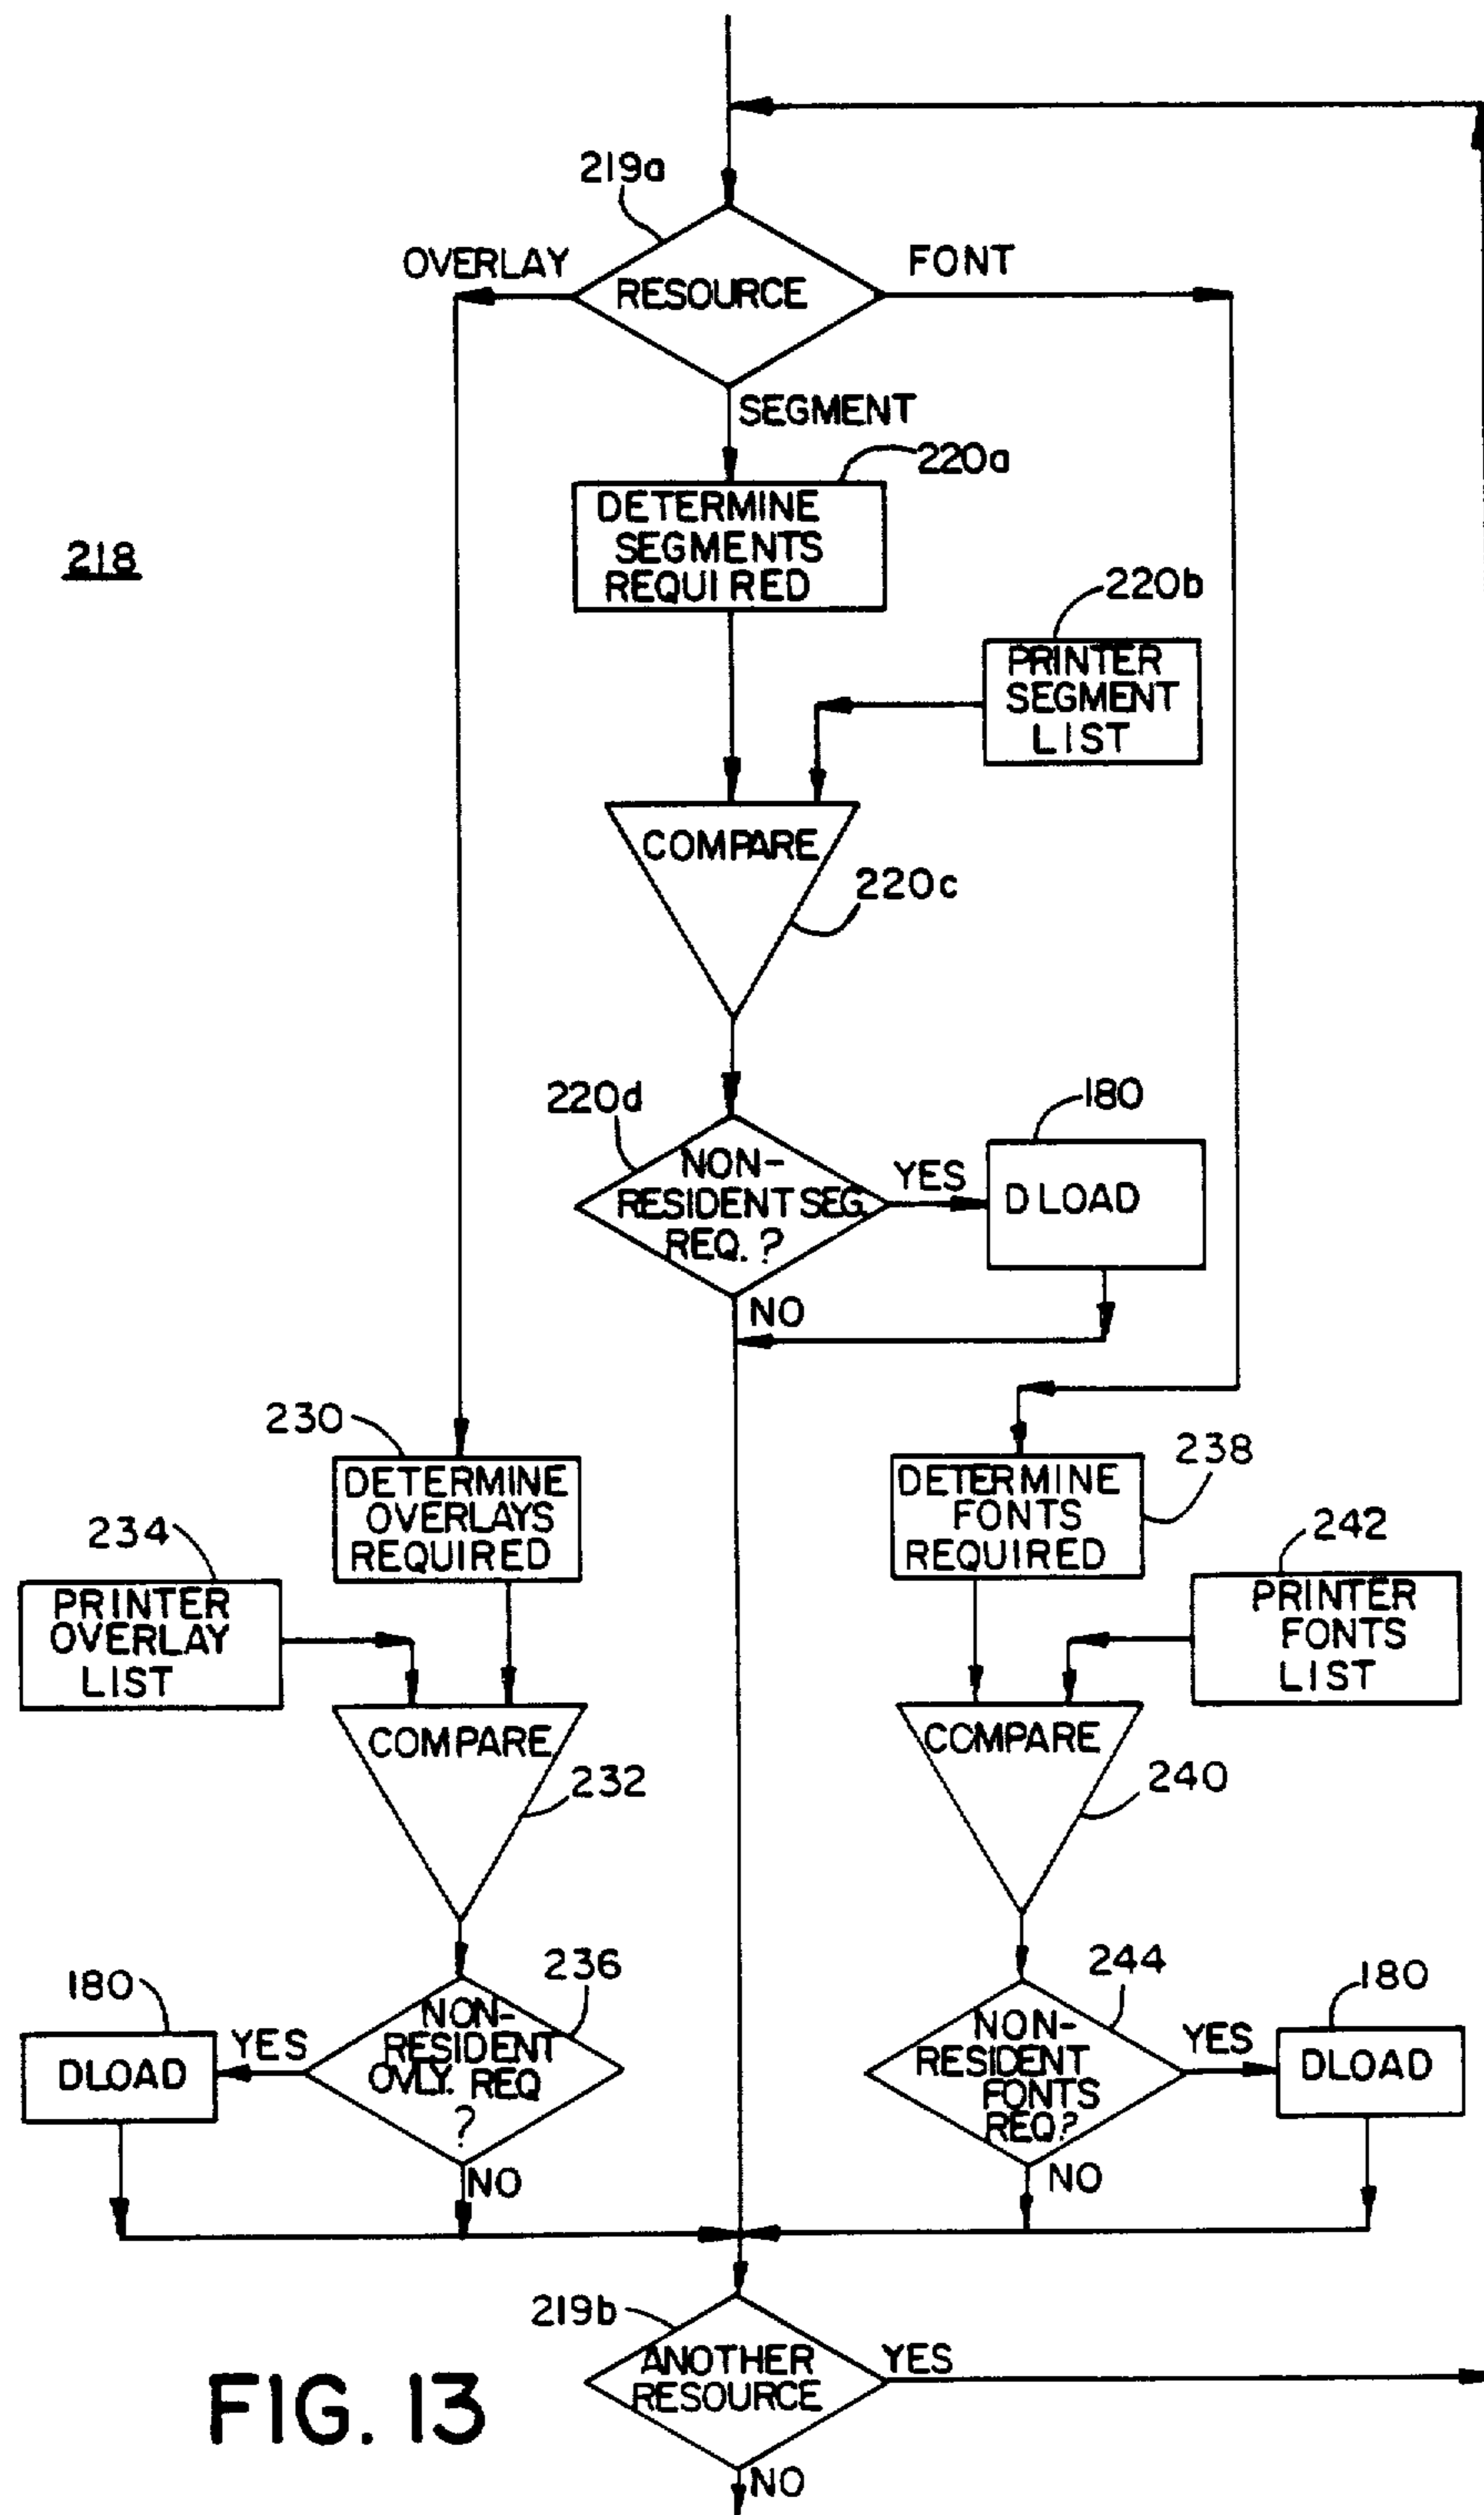 219a
OVERLAY
FONT
RESOURCE
SEGMENT
220a
DETERMINE
SEGMENTS
REQUIRED
218
220b
PRINTER
SEGMENT
LIST
COMPARE
220c
220d
180
NON-
RESIDENT SEG
REQ. ?
YES
D LOAD
NO
230
DETERMINE
OVERLAYS
REQUIRED
238
DETERMINE
FONTS
REQUIRED
234
PRINTER
OVERLAY
LIST
242
PRINTER
FONTS
LIST
COMPARE
232
COMPARE
240
180
236
NON-
RESIDENT
OVLY. REQ
?
YES
DLOAD
NO
244
180
NON-
RESIDENT
FONTS
REQ?
YES
DLOAD
NO
219b
ANOTHER
RESOURCE
YES
NO
FIG. 13